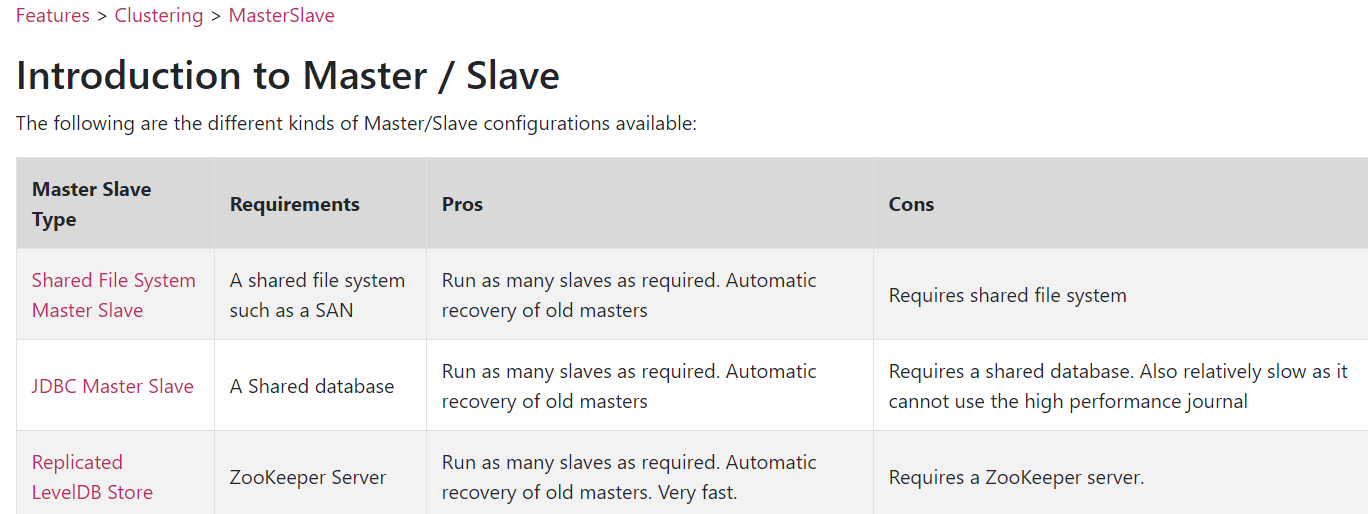 Features > Clustering > MasterSlave
Introduction to Master / Slave
The following are the different kinds of Master/Slave configurations available:
Master Slave
Type
Requirements
Pros
Cons
Shared File System
Master Slave
A shared file system
such as a SAN
Run as many slaves as required. Automatic
recovery of old masters
Requires shared file system
JDBC Master Slave
A Shared database
Run as many slaves as required. Automatic
recovery of old masters
Requires a shared database. Also relatively slow as it
cannot use the high performance journal
Replicated
LevelDB Store
ZooKeeper Server
Run as many slaves as required. Automatic
recovery of old masters. Very fast.
Requires a ZooKeeper server.